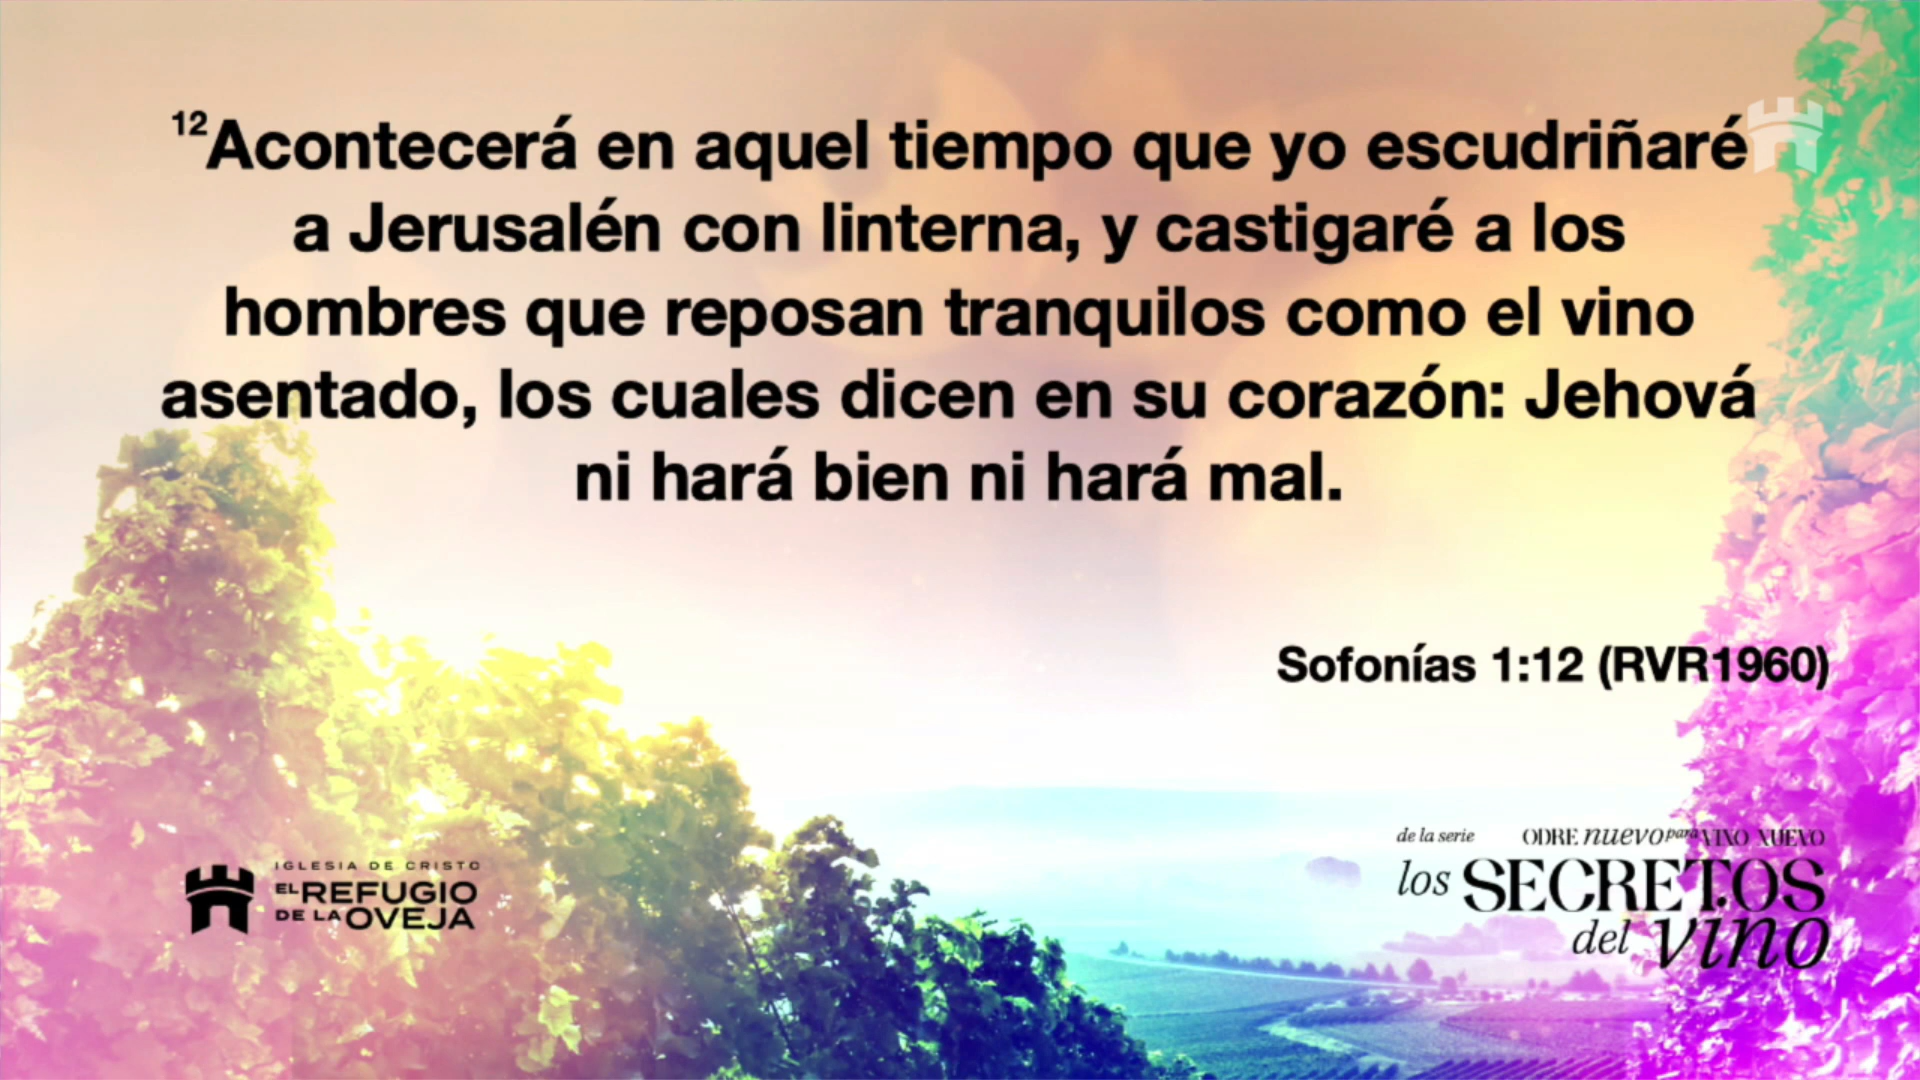 12Acontecerá en aquel tiempo que yo escudriñaré
a Jerusalén con linterna, y castigaré a los
hombres que reposan tranquilos como el vino
asentado, los cuales dicen en su corazón: Jehová
ni hará bien ni hará mal.
Sofonías 1:12 (RVR1960)
IGLESIA DE CRISTO
EL REFUGIO
DE LA OVEJA
de la serie ODRE nuevo para VINO NUEVO
los SECRETOS
del vino